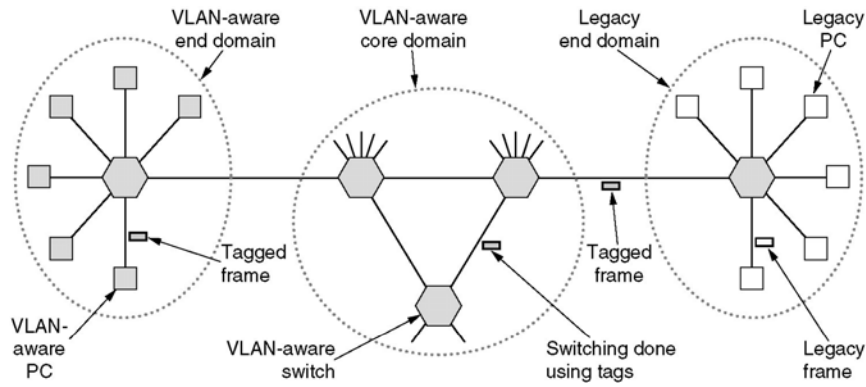 VLAN-aware
end domain
VLAN-aware
core domain
Legacy
end domain
Legacy
PC
Tagged
frame
Tagged
frame
VLAN-
aware
PC
VLAN-aware
switch
Switching done
using tags
Legacy
frame